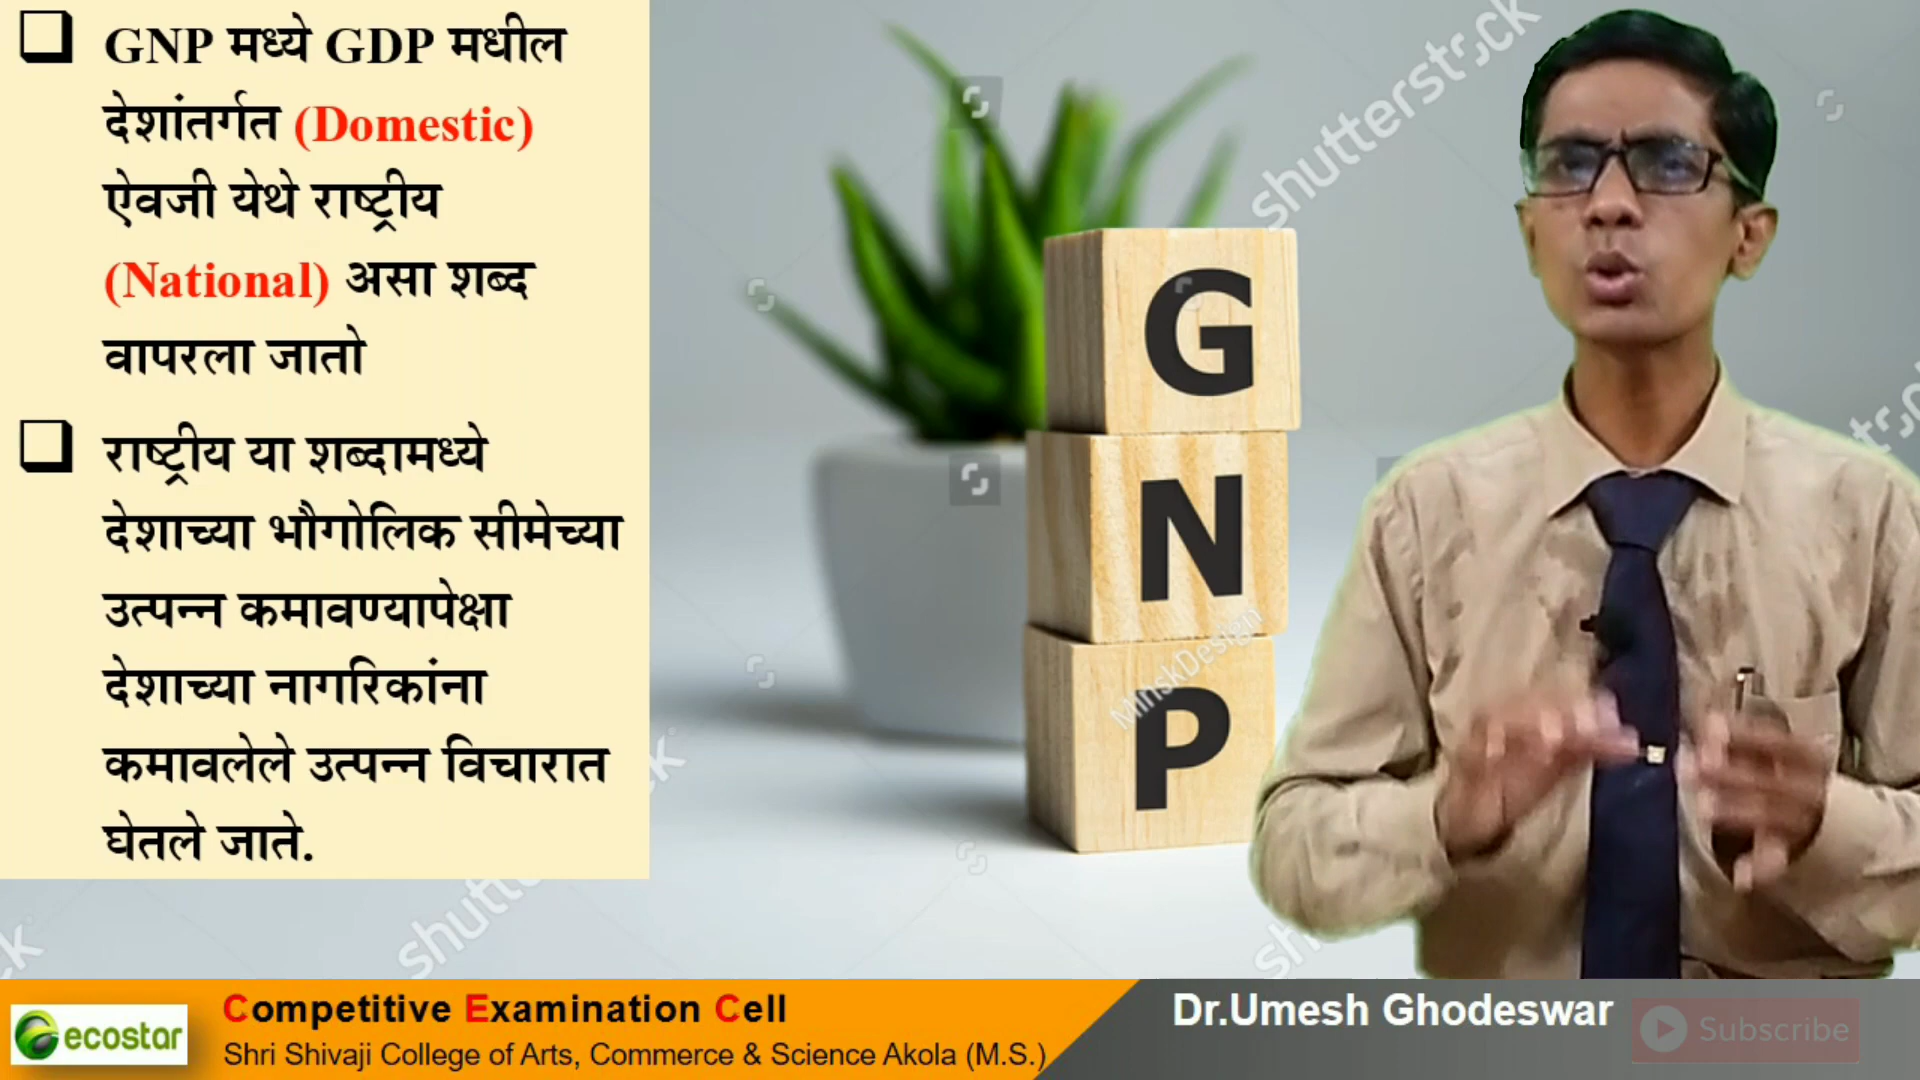 GNP मध्ये GDP मधील
देशांतर्गत (Domestic)
ऐवजी येथे राष्ट्रीय
(National) असा शब्द
वापरला जातो
राष्ट्रीय या शब्दामध्ये
देशाच्या भौगोलिक सीमेच्या
उत्पन्न कमावण्यापेक्षा
देशाच्या नागरिकांना
कमावलेले उत्पन्न विचारात
घेतले जाते.
G
N
P
shutterstock
MinskDesign
ecostar
Competitive Examination Cell
Shri Shivaji College of Arts, Commerce & Science Akola (M.S.)
Dr.Umesh Ghodeswar
Subscribe